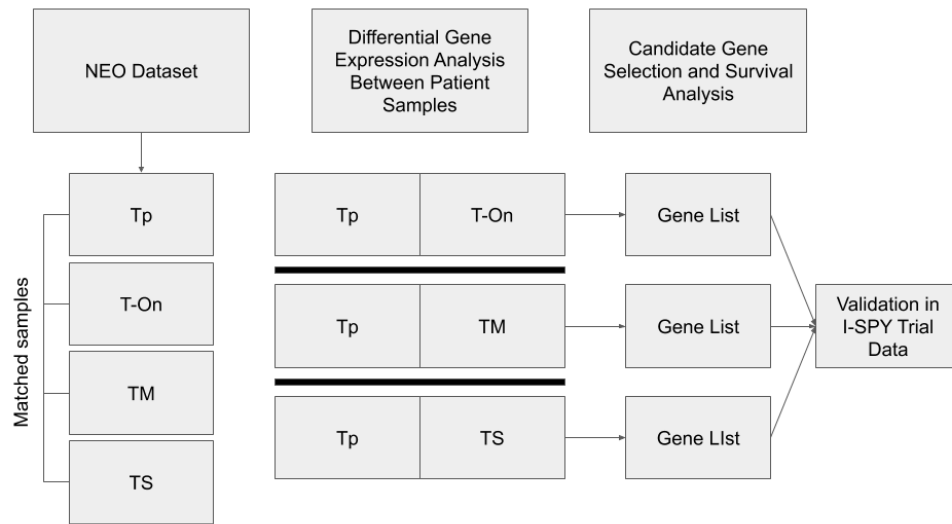 NEO Dataset
Differential Gene
Expression Analysis
Between Patient
Samples
Candidate Gene
Selection and Survival
Analysis
Matched samples
Tp
T-On
TM
TS
Tp
T-On
Gene List
Tp
TM
Gene List
Tp
TS
Gene LIst
Validation in
I-SPY Trial
Data